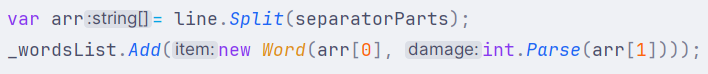 var arr:string[]= line.Split(separatorParts);
_wordsList.Add(item:new Word(arr[0], damage:int.Parse(arr[1])));